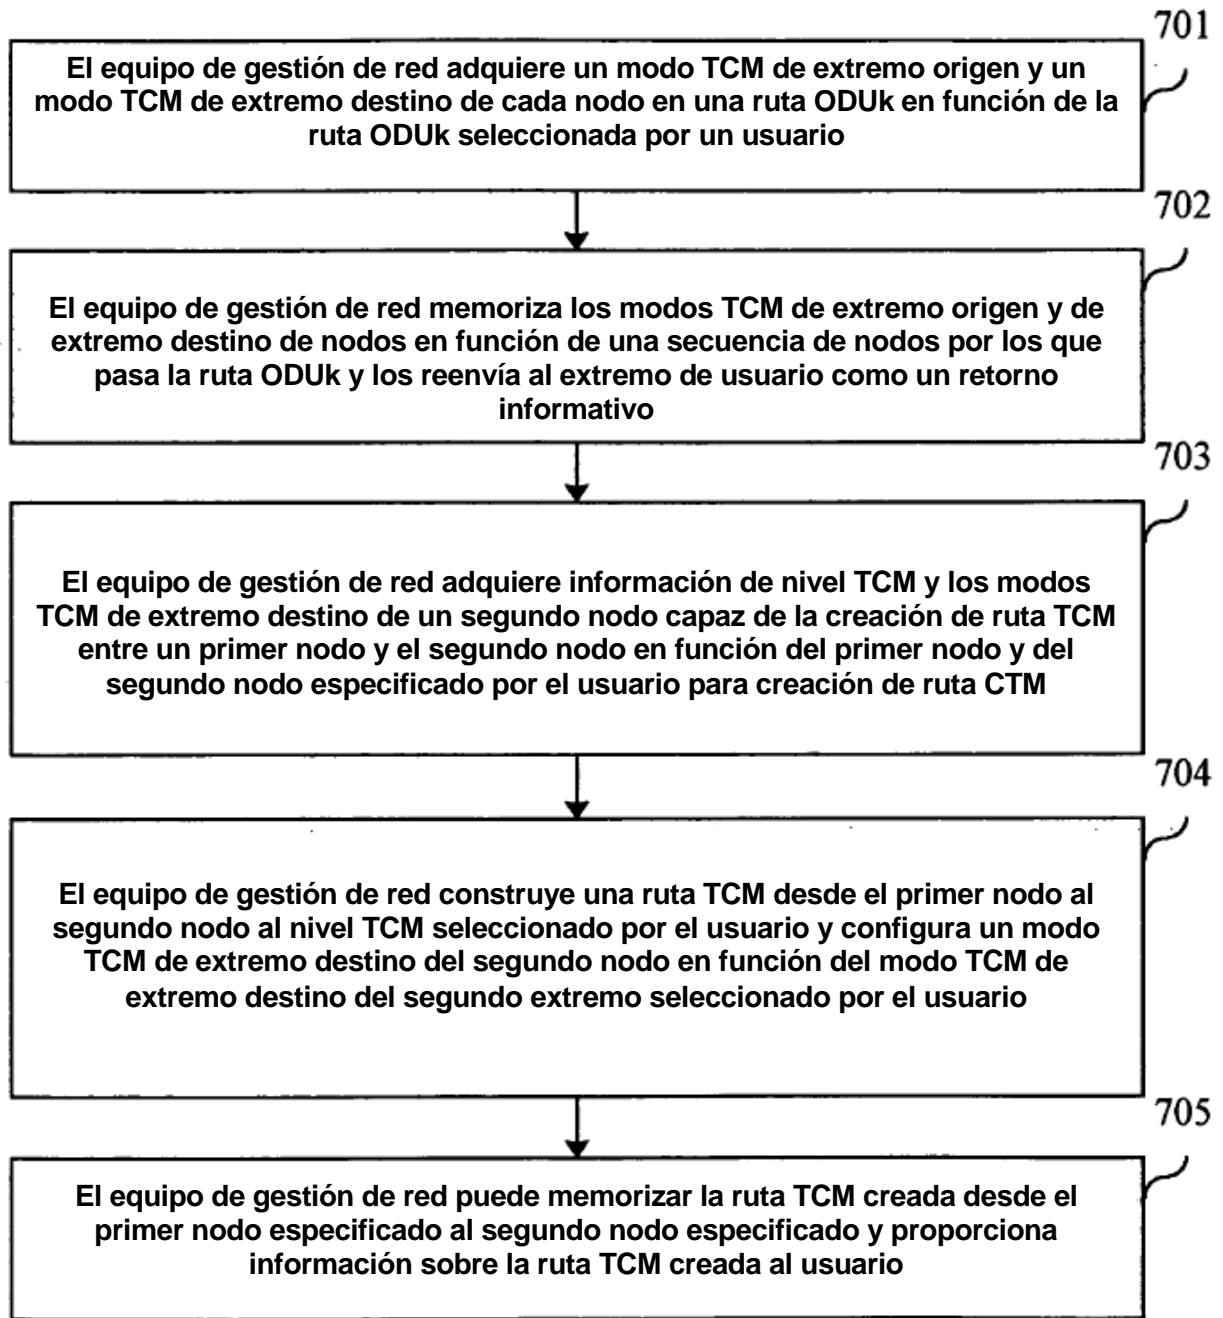 701
El equipo de gestión de red adquiere un modo TCM de extremo origen y un
modo TCM de extremo destino de cada nodo en una ruta ODUk en función de la
ruta ODUk seleccionada por un usuario
702
El equipo de gestión de red memoriza los modos TCM de extremo origen y de
extremo destino de nodos en función de una secuencia de nodos por los que
pasa la ruta ODUk y los reenvía al extremo de usuario como un retorno
informativo
703
El equipo de gestión de red adquiere información de nivel TCM y los modos
TCM de extremo destino de un segundo nodo capaz de la creación de ruta TCM
entre un primer nodo y el segundo nodo en función del primer nodo y del
segundo nodo especificado por el usuario para creación de ruta CTM
704
El equipo de gestión de red construye una ruta TCM desde el primer nodo al
segundo nodo al nivel TCM seleccionado por el usuario y configura un modo
TCM de extremo destino del segundo nodo en función del modo TCM de
extremo destino del segundo extremo seleccionado por el usuario
705
El equipo de gestión de red puede memorizar la ruta TCM creada desde el
primer nodo especificado al segundo nodo especificado y proporciona
información sobre la ruta TCM creada al usuario